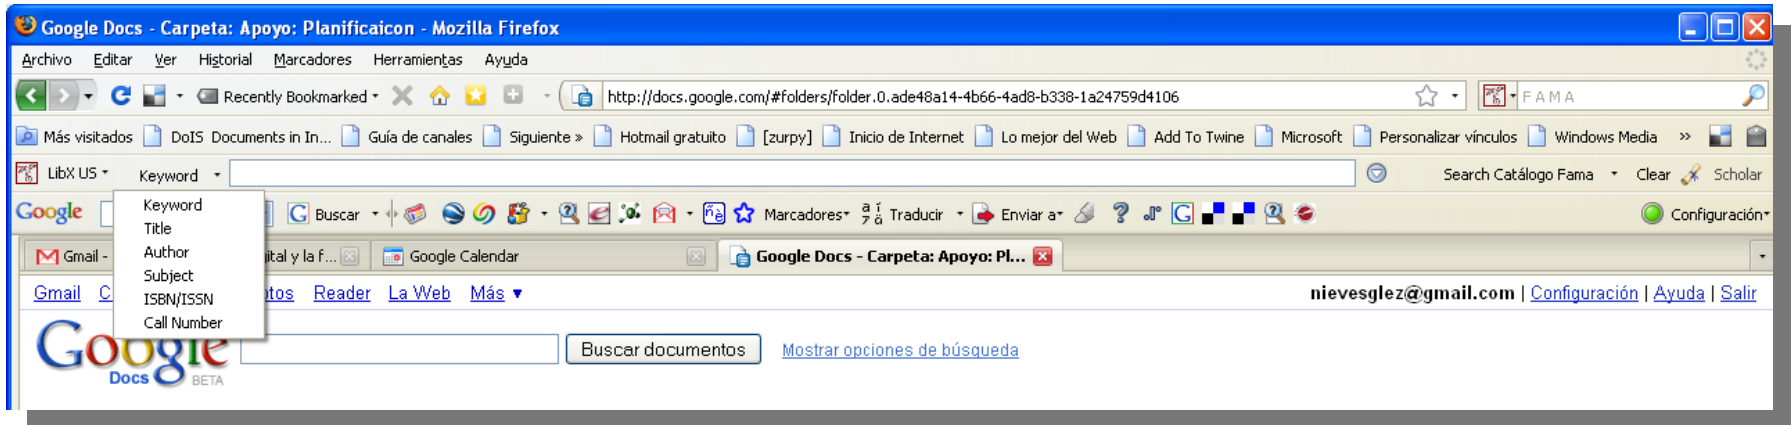 Google Docs - Carpeta: Apoyo: Planificaicon - Mozilla Firefox
Archivo Editar Ver Historial Marcadores Herramientas Ayuda
Recently Bookmarked http://docs.google.com/#folders/folder.0.ade48a14-4b66-4ad8-b338-1a24759d4106 FAMA
Más visitados DoIS Documents in In... Guía de canales Siguiente » Hotmail gratuito [zurpy] Inicio de Internet Lo mejor del Web Add To Twine Microsoft Personalizar vínculos Windows Media »
LibX US Keyword Search Catálogo Fama Clear Scholar
Google Buscar Marcadores Traducir Enviar a Configuración
Keyword
Title
Author
Subject
ISBN/ISSN
Call Number
Gmail - ital y la f... Google Calendar Google Docs - Carpeta: Apoyo: Pl...
Gmail C tos Reader La Web Más ▼ nievesglez@gmail.com | Configuración | Ayuda | Salir
Google Docs BETA Buscar documentos Mostrar opciones de búsqueda